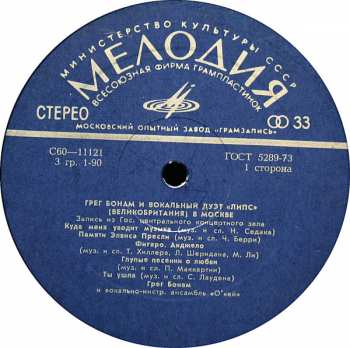 МИНИСТЕРСТВО КУЛЬТУРЫ СССР
МЕЛОДИЯ
ВСЕСОЮЗНАЯ ФИРМА ГРАМПЛАСТИНОК
СТЕРЕО
33
МОСКОВСКИЙ ОПЫТНЫЙ ЗАВОД «ГРАМЗАПИСЬ»
С60—11121
ГОСТ 5289-73
3 гр. 1-90
1 сторона
ГРЕГ БОНАМ И ВОКАЛЬНЫЙ ДУЭТ «ЛИПС»
(ВЕЛИКОБРИТАНИЯ) В МОСКВЕ
Запись из Гос. центрального концертного зала
Куда меня уводит музыка (муз. и сл. Н. Седака)
Памяти Элвиса Пресли (муз. и сл. Ч. Берри)
Фигаро. Анджело
(муз. и сл. Т. Хиллера, Л. Шеридана, М. Ли)
Глупые песенки о любви
(муз. и сл. П. Маккартни)
Ты ушла (муз. и сл. С. Лаудена)
Грег Бонам
и вокально-инстр. ансамбль «О'кей»